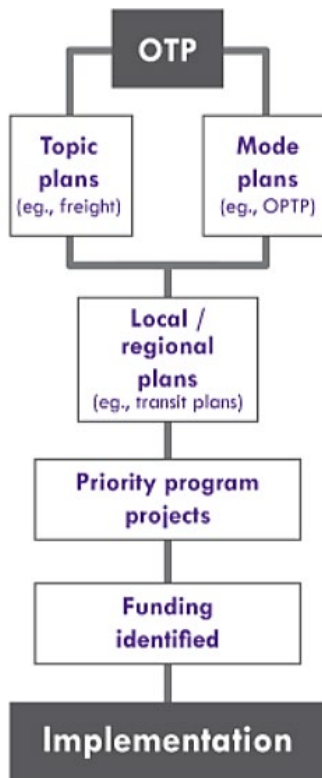 OTP
Topic
plans
(eg., freight)
Mode
plans
(eg., OPTP)
Local /
regional
plans
(eg., transit plans)
Priority program
projects
Funding
identified
Implementation